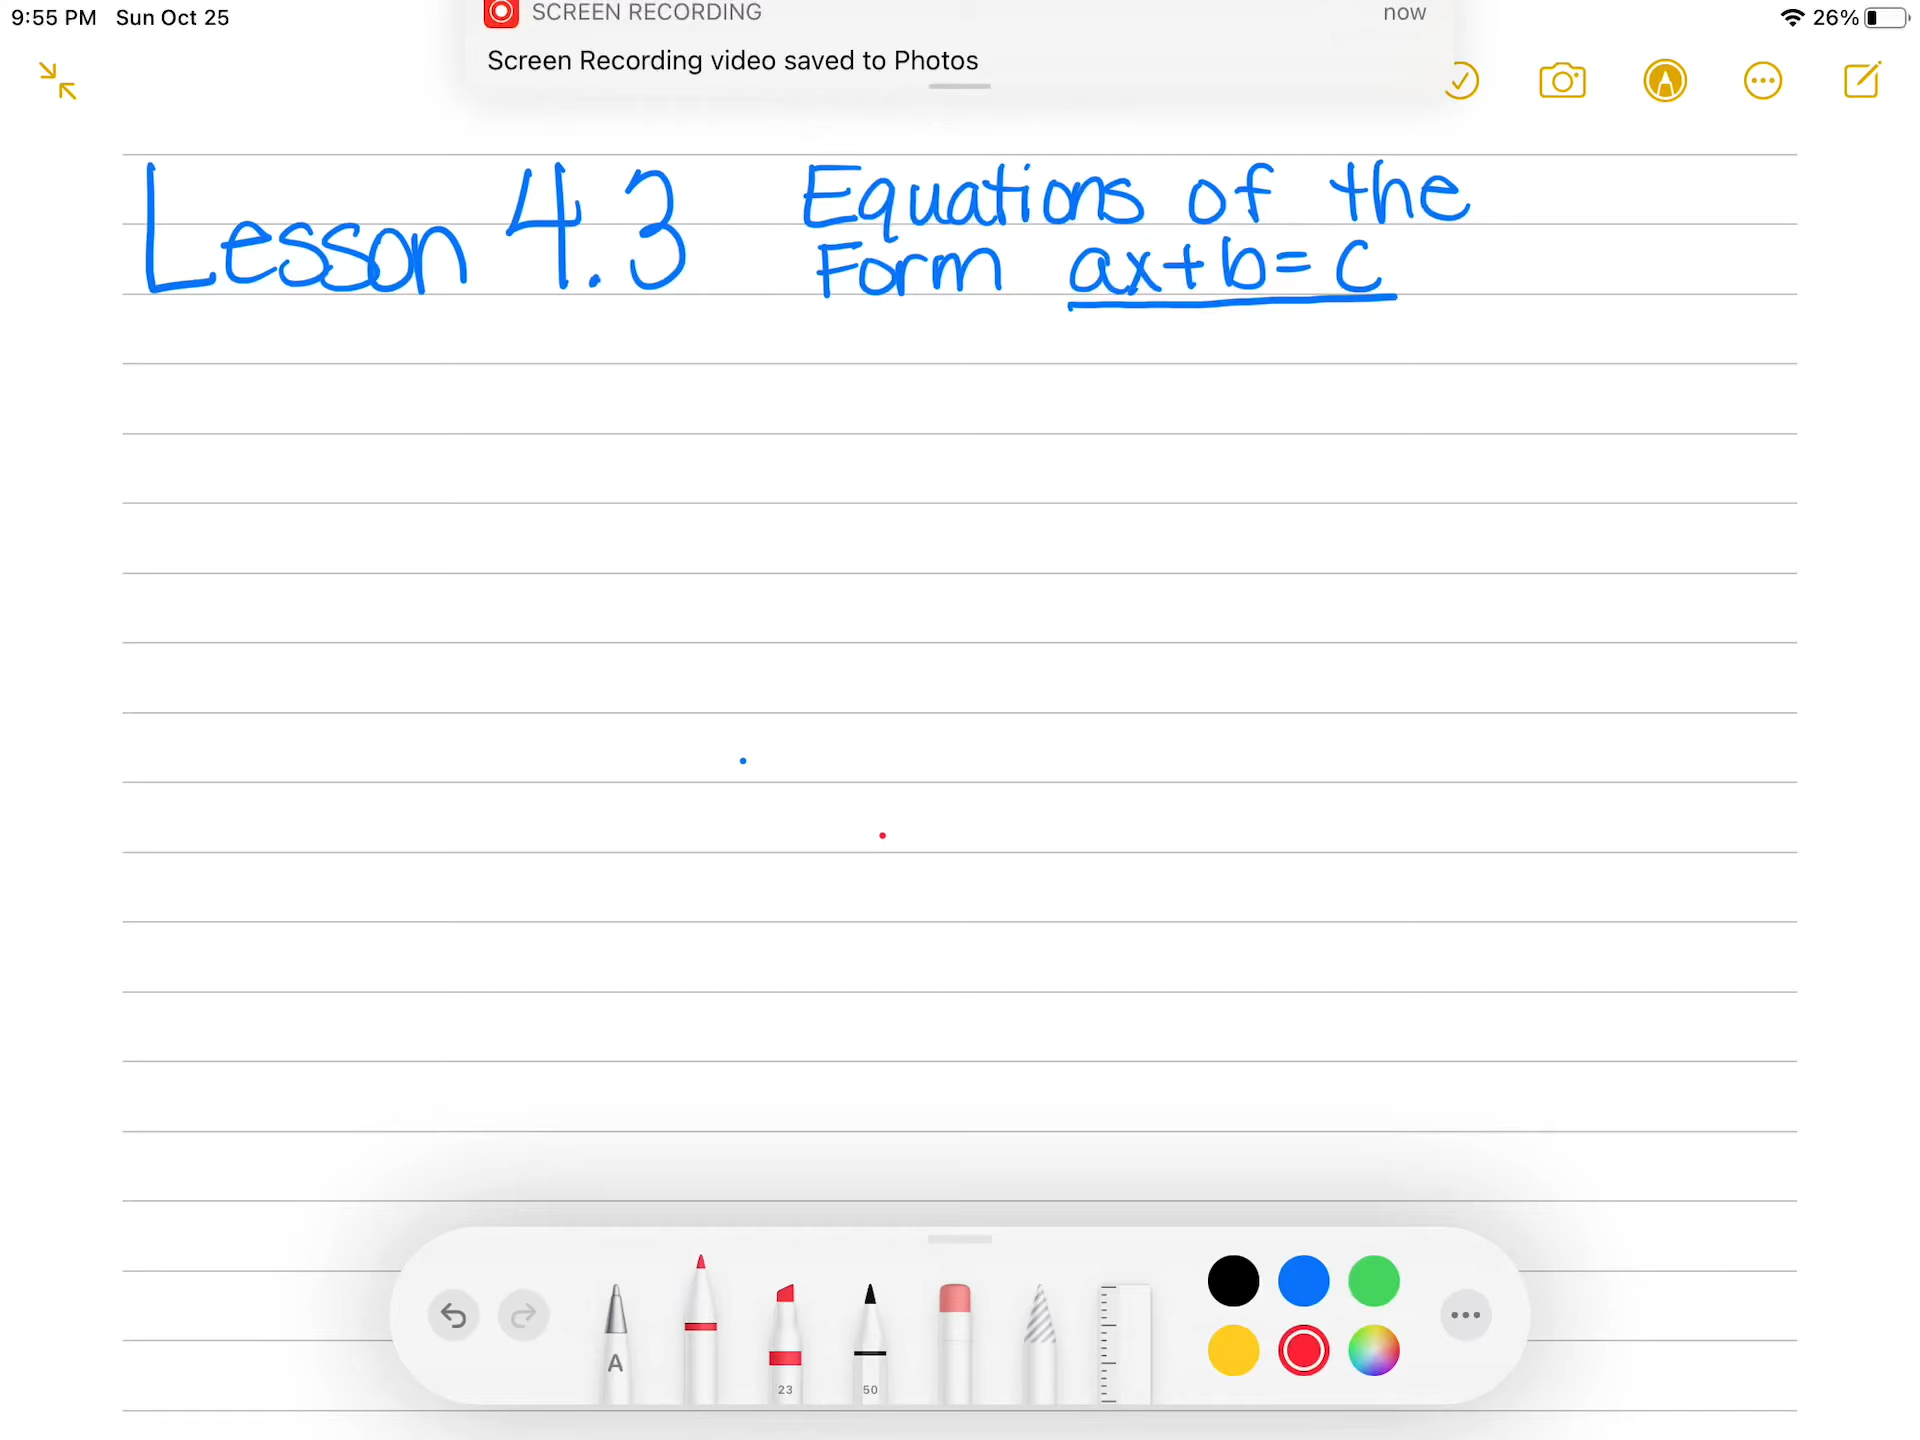 9:55 PM Sun Oct 25
SCREEN RECORDING now
26%
Screen Recording video saved to Photos
Lesson 4.3
Equations of the
Form ax+b=c
A
23
50